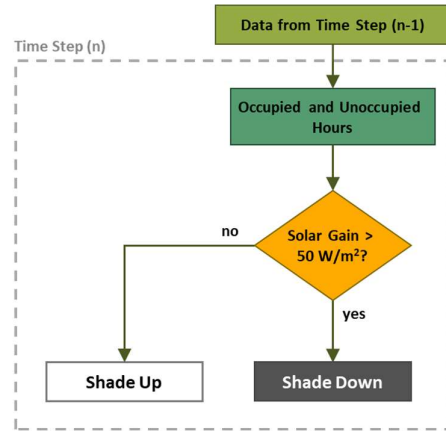 Data from Time Step (n-1)
Time Step (n)
Occupied and Unoccupied
Hours
no
Solar Gain >
50 W/m²?
yes
Shade Up
Shade Down